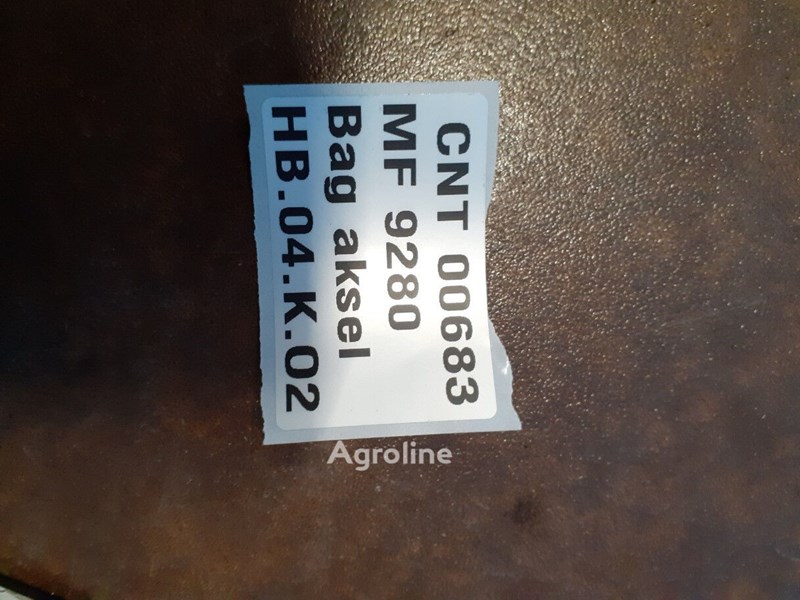 CNT 00683
MF 9280
Bag aksel
HB.04.K.02
Agroline